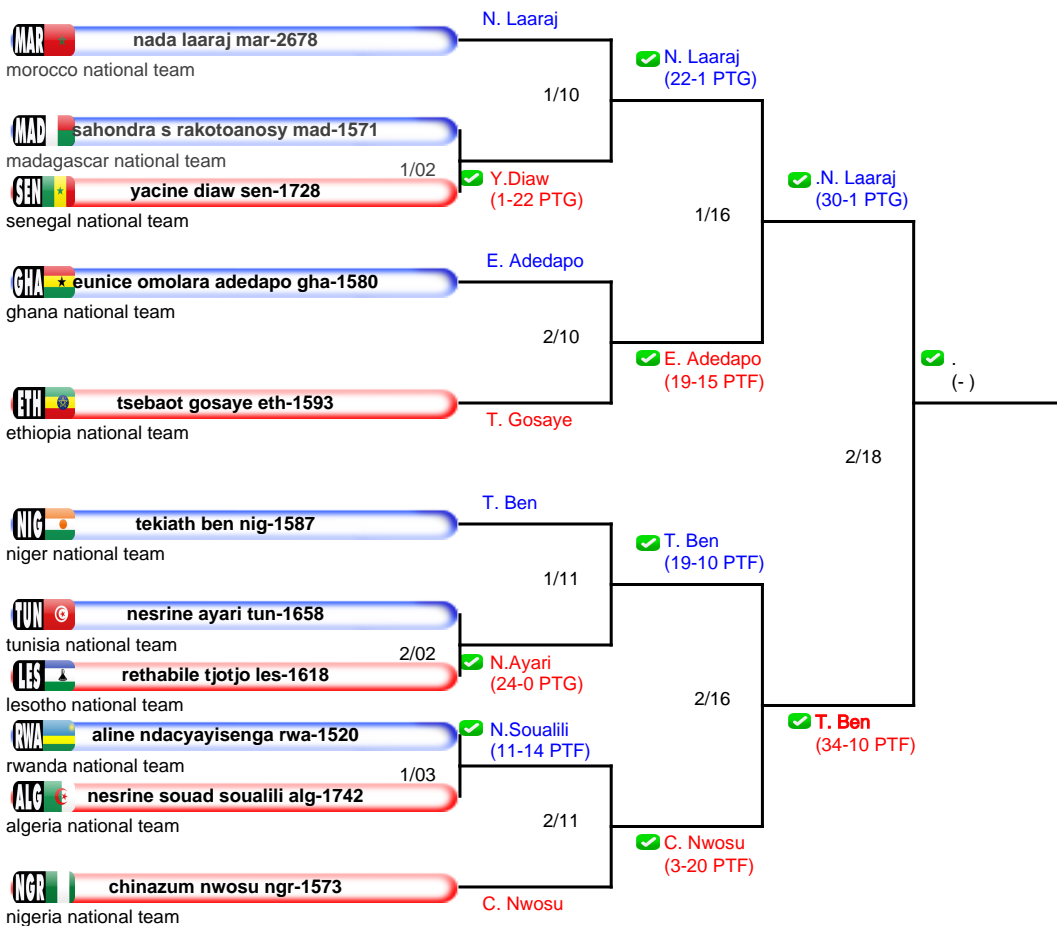 N. Laaraj
MAR nada laaraj mar-2678
morocco national team
N. Laaraj
(22-1 PTG)
1/10
MAD sahondra s rakotoanosy mad-1571
madagascar national team
1/02
SEN yacine diaw sen-1728
senegal national team
Y.Diaw
(1-22 PTG)
.N. Laaraj
(30-1 PTG)
1/16
E. Adedapo
GHA eunice omolara adedapo gha-1580
ghana national team
2/10
E. Adedapo
(19-15 PTF)
.
(- )
ETH tsebaot gosaye eth-1593
ethiopia national team
T. Gosaye
2/18
T. Ben
NIG tekiath ben nig-1587
niger national team
T. Ben
(19-10 PTF)
1/11
TUN nesrine ayari tun-1658
tunisia national team
2/02
LES rethabile tjotjo les-1618
lesotho national team
N.Ayari
(24-0 PTG)
2/16
RWA aline ndacyayisenga rwa-1520
rwanda national team
N.Soualili
(11-14 PTF)
T. Ben
(34-10 PTF)
1/03
ALG nesrine souad soualili alg-1742
algeria national team
2/11
C. Nwosu
(3-20 PTF)
NGR chinazum nwosu ngr-1573
nigeria national team
C. Nwosu